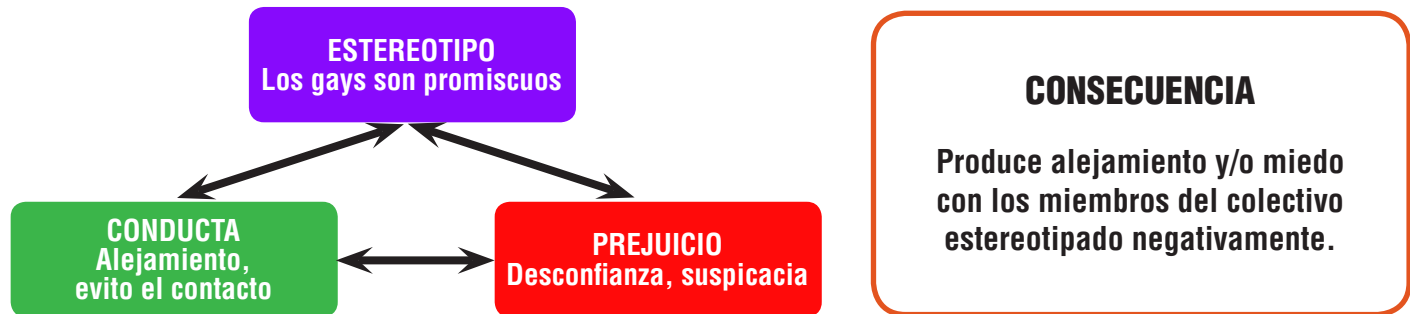 ESTEREOTIPO
Los gays son promiscuos
CONDUCTA
Alejamiento,
evito el contacto
PREJUICIO
Desconfianza, suspicacia
CONSECUENCIA
Produce alejamiento y/o miedo
con los miembros del colectivo
estereotipado negativamente.